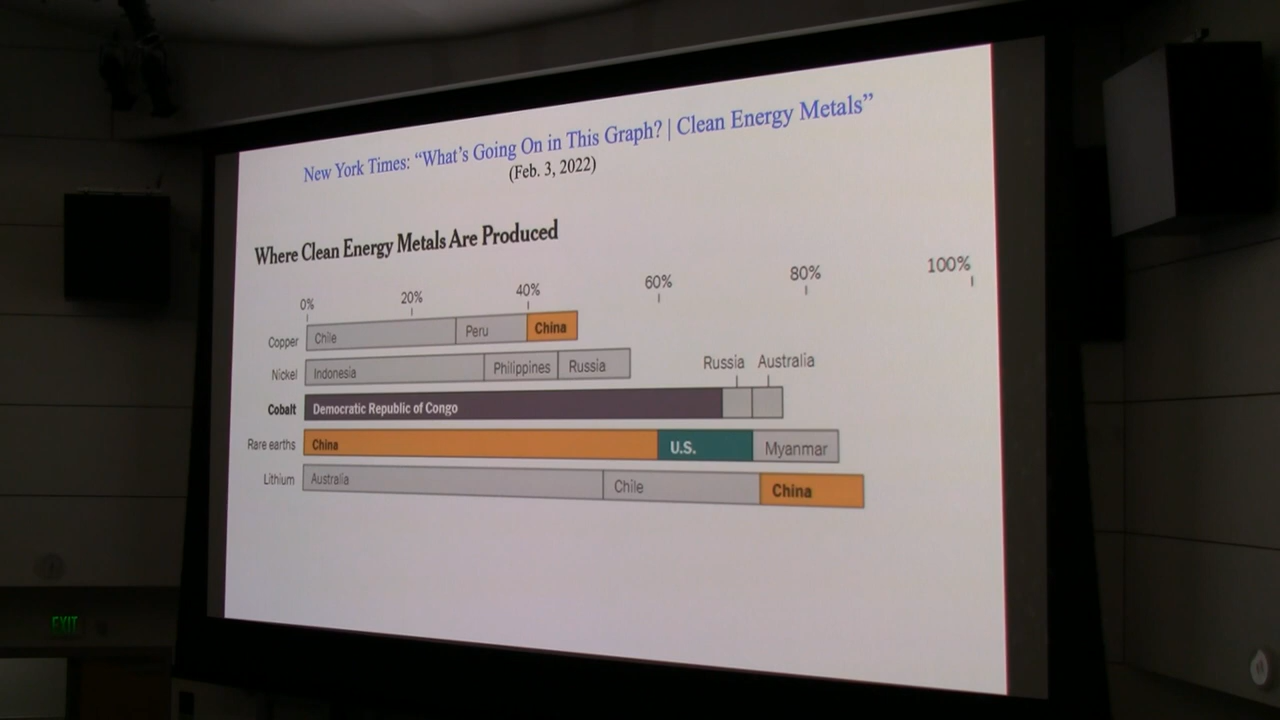 New York Times: “What’s Going On in This Graph? | Clean Energy Metals”
(Feb. 3, 2022)
Where Clean Energy Metals Are Produced
0% 20% 40% 60% 80% 100%
Copper Chile Peru China
Nickel Indonesia Philippines Russia
Russia Australia
Cobalt Democratic Republic of Congo
Rare earths China U.S. Myanmar
Lithium Australia Chile China
EXIT